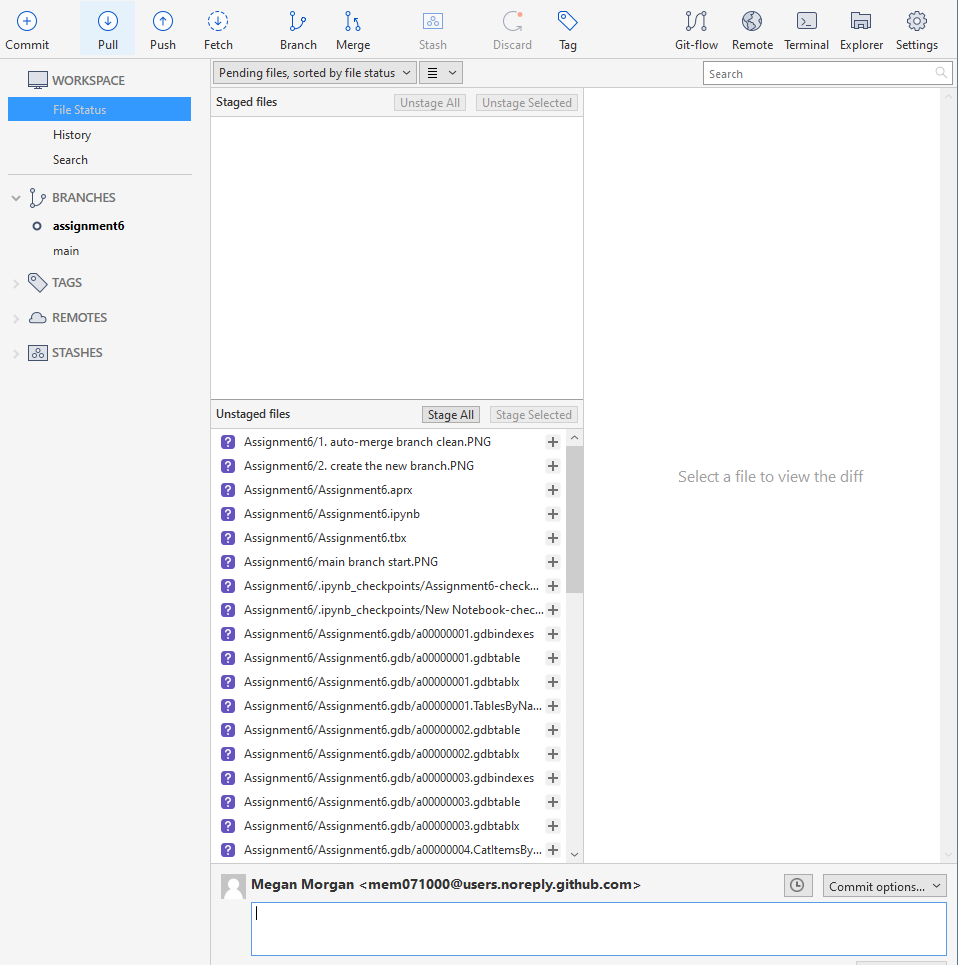 Commit Pull Push Fetch Branch Merge Stash Discard Tag Git-flow Remote Terminal Explorer Settings
WORKSPACE
File Status
History
Search
BRANCHES
assignment6
main
TAGS
REMOTES
STASHES
Pending files, sorted by file status
Search
Staged files Unstage All Unstage Selected
Unstaged files Stage All Stage Selected
Assignment6/1. auto-merge branch clean.PNG
Assignment6/2. create the new branch.PNG
Assignment6/Assignment6.aprx
Assignment6/Assignment6.ipynb
Assignment6/Assignment6.tbx
Assignment6/main branch start.PNG
Assignment6/.ipynb_checkpoints/Assignment6-check...
Assignment6/.ipynb_checkpoints/New Notebook-chec...
Assignment6/Assignment6.gdb/a00000001.gdbindexes
Assignment6/Assignment6.gdb/a00000001.gdbtable
Assignment6/Assignment6.gdb/a00000001.gdbtablx
Assignment6/Assignment6.gdb/a00000001.TablesByNa...
Assignment6/Assignment6.gdb/a00000002.gdbtable
Assignment6/Assignment6.gdb/a00000002.gdbtablx
Assignment6/Assignment6.gdb/a00000003.gdbindexes
Assignment6/Assignment6.gdb/a00000003.gdbtable
Assignment6/Assignment6.gdb/a00000003.gdbtablx
Assignment6/Assignment6.gdb/a00000004.CatItemsBy...
Select a file to view the diff
Megan Morgan <mem071000@users.noreply.github.com>
Commit options...